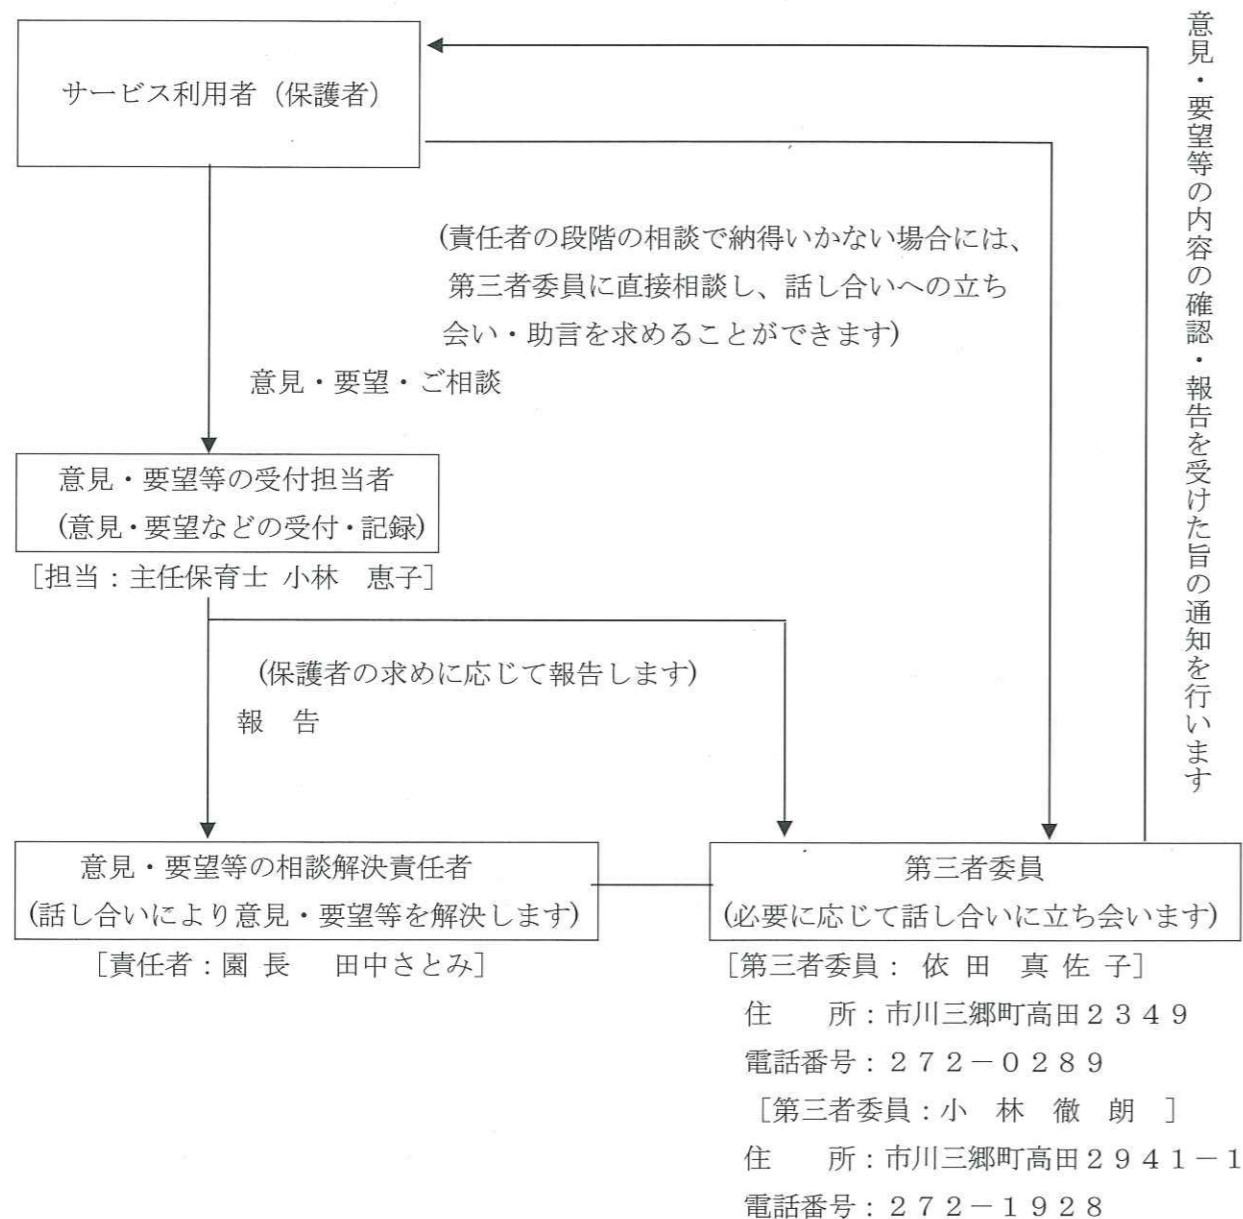 サービス利用者（保護者）
意見・要望等の内容の確認・報告を受けた旨の通知を行います
(責任者の段階の相談で納得いかない場合には、
第三者委員に直接相談し、話し合いへの立ち
会い・助言を求めることができます)
意見・要望・ご相談
意見・要望等の受付担当者
(意見・要望などの受付・記録)
［担当：主任保育士 小林　恵子］
(保護者の求めに応じて報告します)
報　告
意見・要望等の相談解決責任者
(話し合いにより意見・要望等を解決します)
［責任者：園 長　 田中さとみ］
第三者委員
(必要に応じて話し合いに立ち会います)
［第三者委員： 依 田　真 佐 子］
住　　所：市川三郷町高田２３４９
電話番号：２７２－０２８９
［第三者委員：小　林　徹　朗　］
住　　所：市川三郷町高田２９４１－１
電話番号：２７２－１９２８